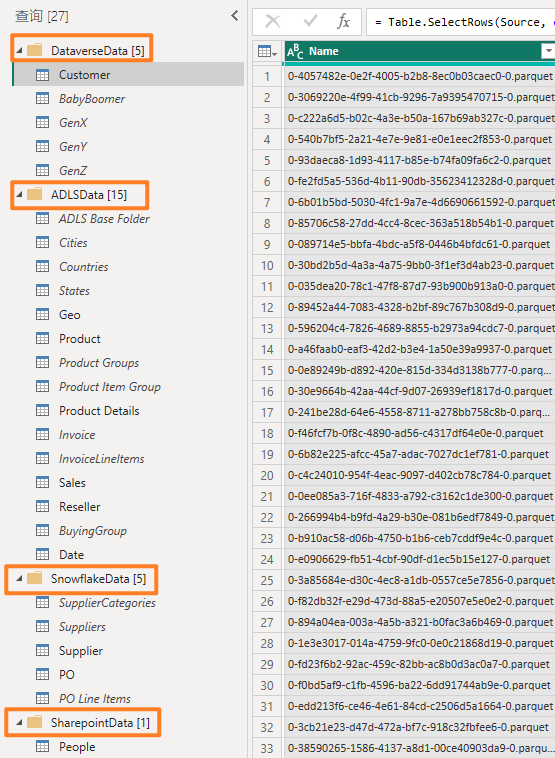 查询 [27]
DataverseData [5]
Customer
BabyBoomer
GenX
GenY
GenZ
ADLSData [15]
ADLS Base Folder
Cities
Countries
States
Geo
Product
Product Groups
Product Item Group
Product Details
Invoice
InvoiceLineItems
Sales
Reseller
BuyingGroup
Date
SnowflakeData [5]
SupplierCategories
Suppliers
Supplier
PO
PO Line Items
SharepointData [1]
People
fx
= Table.SelectRows(Source,
ABC Name
1 0-4057482e-0e2f-4005-b2b8-8ec0b03caec0-0.parquet
2 0-3069220e-4f99-41cb-9296-7a9395470715-0.parquet
3 0-c222a6d5-b02c-4a3e-b50a-167b69ab327c-0.parquet
4 0-540b7bf5-2a21-4e7e-9e81-e0e1eec2f853-0.parquet
5 0-93daeca8-1d93-4117-b85e-b74fa09fa6c2-0.parquet
6 0-fe2fd5a5-536d-4b11-90db-35623412328d-0.parquet
7 0-6b01b5bd-5030-4fc1-9a7e-4d6690661592-0.parquet
8 0-85706c58-27dd-4cc4-8cec-363a518b54b1-0.parquet
9 0-089714e5-bbfa-4bdc-a5f8-0446b4bfdc61-0.parquet
10 0-30bd2b5d-4a3a-4a75-9bb0-3f1ef3d4ab23-0.parquet
11 0-035dea20-78c1-47f8-87d7-93b900b913a0-0.parquet
12 0-89452a44-7083-4328-b2bf-89c767b308d9-0.parquet
13 0-596204c4-7826-4689-8855-b2973a94cdc7-0.parquet
14 0-a46faab0-eaf3-42d2-b3e4-1a50e39a9937-0.parquet
15 0-0e89249b-d892-420e-815d-334d3138b777-0.parq...
16 0-30e9664b-42aa-44cf-9d07-26939ef1817d-0.parquet
17 0-241be28d-64e6-4558-8711-a278bb758c8b-0.parq...
18 0-f46cf7b-0f8c-4890-ad56-c4317df64e0e-0.parquet
19 0-6b82e225-afcc-45a7-adac-7027dc1ef781-0.parquet
20 0-c4c24010-954f-4eac-9097-d402cb78c784-0.parquet
21 0-0ee085a3-716f-4833-a792-c3162c1de300-0.parquet
22 0-266994b4-b9fd-4a29-b30e-081b6edf7849-0.parquet
23 0-b910ac58-d06b-4750-b1b6-ceb7cddf9e4c-0.parquet
24 0-e0906629-fb51-4cbf-90df-d1ec5b15e127-0.parquet
25 0-3a85684e-d30c-4ec8-a1db-0557ce5e7856-0.parquet
26 0-f82db32f-e29d-473d-88a5-e20507e5e0e2-0.parquet
27 0-894a04ea-003a-4a5b-a321-b0fac3a6b469-0.parquet
28 0-1e3e3017-014a-4759-9fc0-0e0c21868d19-0.parquet
29 0-fd23f6b2-92ac-459c-82bb-ac8b0d3ac0a7-0.parquet
30 0-f0bd5af9-c1fb-4596-ba22-6dd91744ab9e-0.parquet
31 0-edd213f6-ce46-4e61-84cd-c2506d5a1664-0.parquet
32 0-3cb21e23-d47d-472a-bf7c-918c32fbfee6-0.parquet
33 0-38590265-1586-4137-a8d1-00ce40903da9-0.parqu...